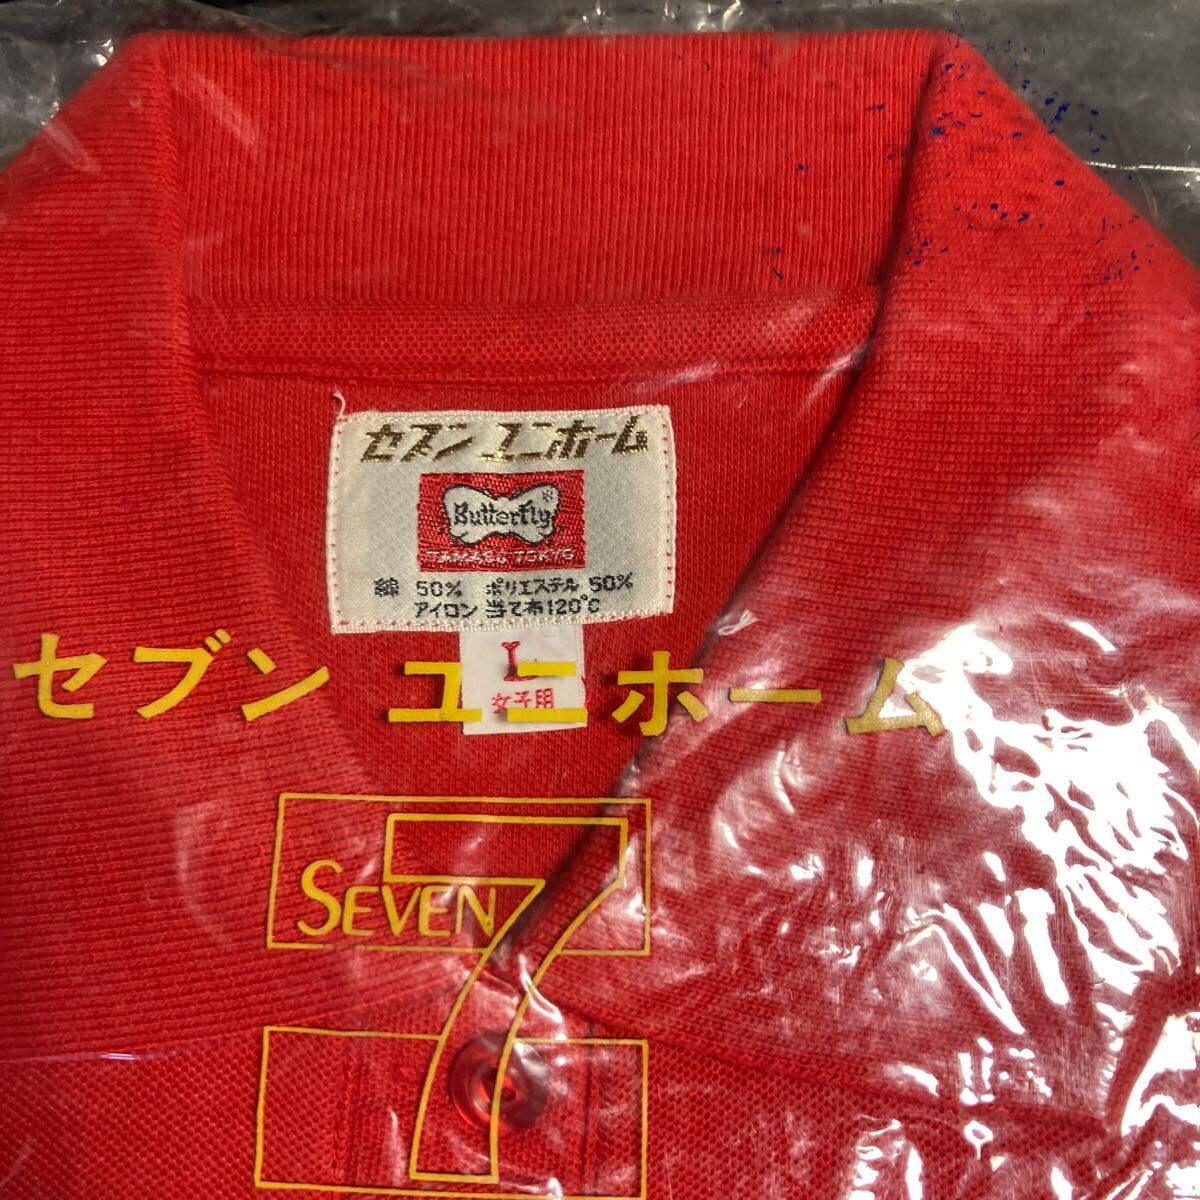 セブン ユニホーム
Butterfly ®
TAMASU TOKYO
綿 50% ポリエステル 50%
アイロン 当て布120℃
L
女子用
セブン ユニホーム
SEVEN
7